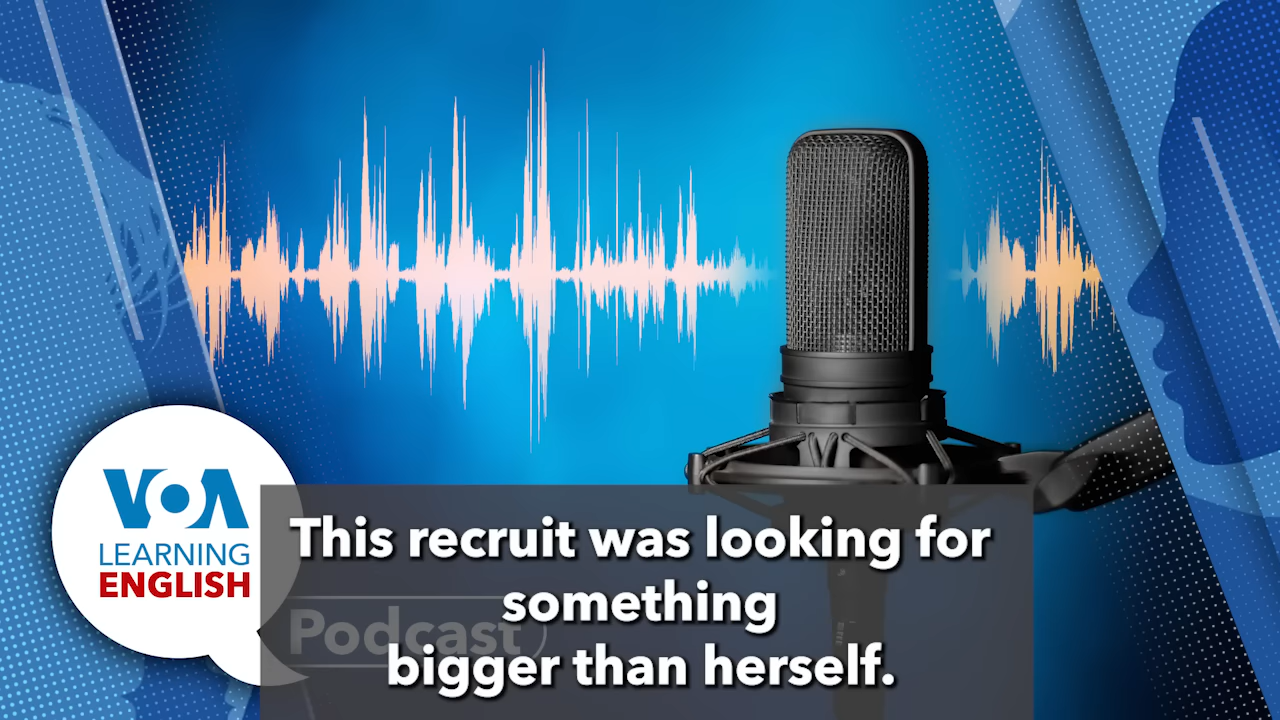 VOA
LEARNING
ENGLISH
Podcast
This recruit was looking for
something
bigger than herself.